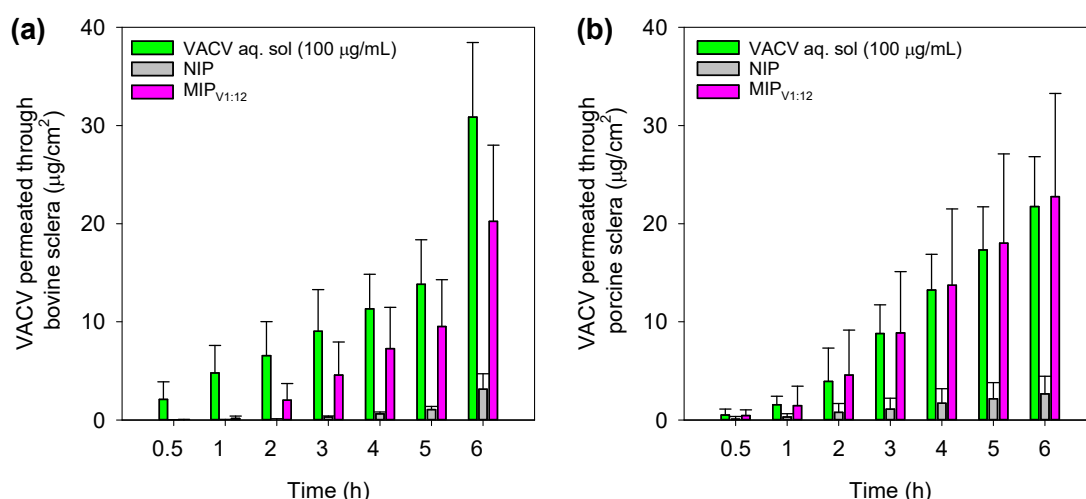 (a)
VACV permeated through
bovine sclera (µg/cm²)
40
30
20
10
0
VACV aq. sol (100 µg/mL)
NIP
MIPV1:12
0.5 1 2 3 4 5 6
Time (h)
(b)
VACV permeated through
porcine sclera (µg/cm²)
40
30
20
10
0
VACV aq. sol (100 µg/mL)
NIP
MIPV1:12
0.5 1 2 3 4 5 6
Time (h)